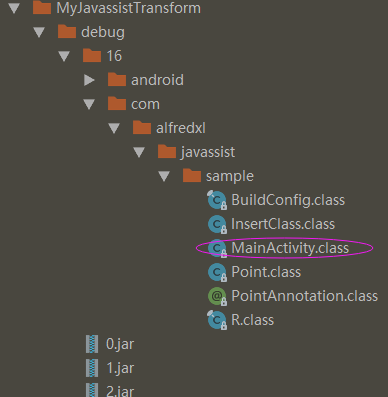 MyJavassistTransform
debug
16
android
com
alfredxl
javassist
sample
BuildConfig.class
InsertClass.class
MainActivity.class
Point.class
PointAnnotation.class
R.class
0.jar
1.jar
2.jar